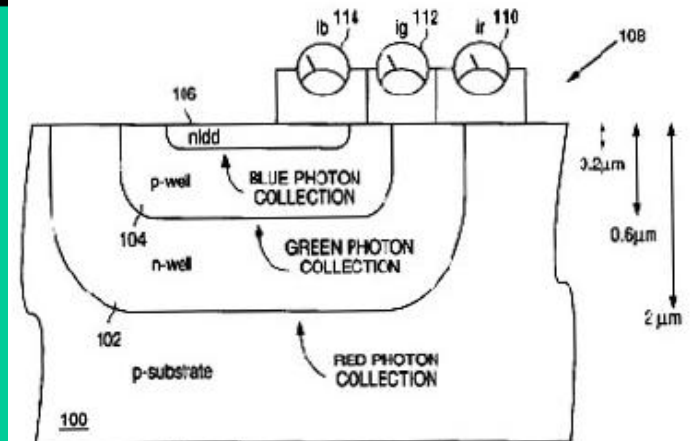 Ib 114 ig 112 ir 110
108
106
nldd
p-well
BLUE PHOTON
COLLECTION
0.2μm
104
GREEN PHOTON
COLLECTION
0.6μm
n-well
2 μm
102
RED PHOTON
COLLECTION
p-substrate
100